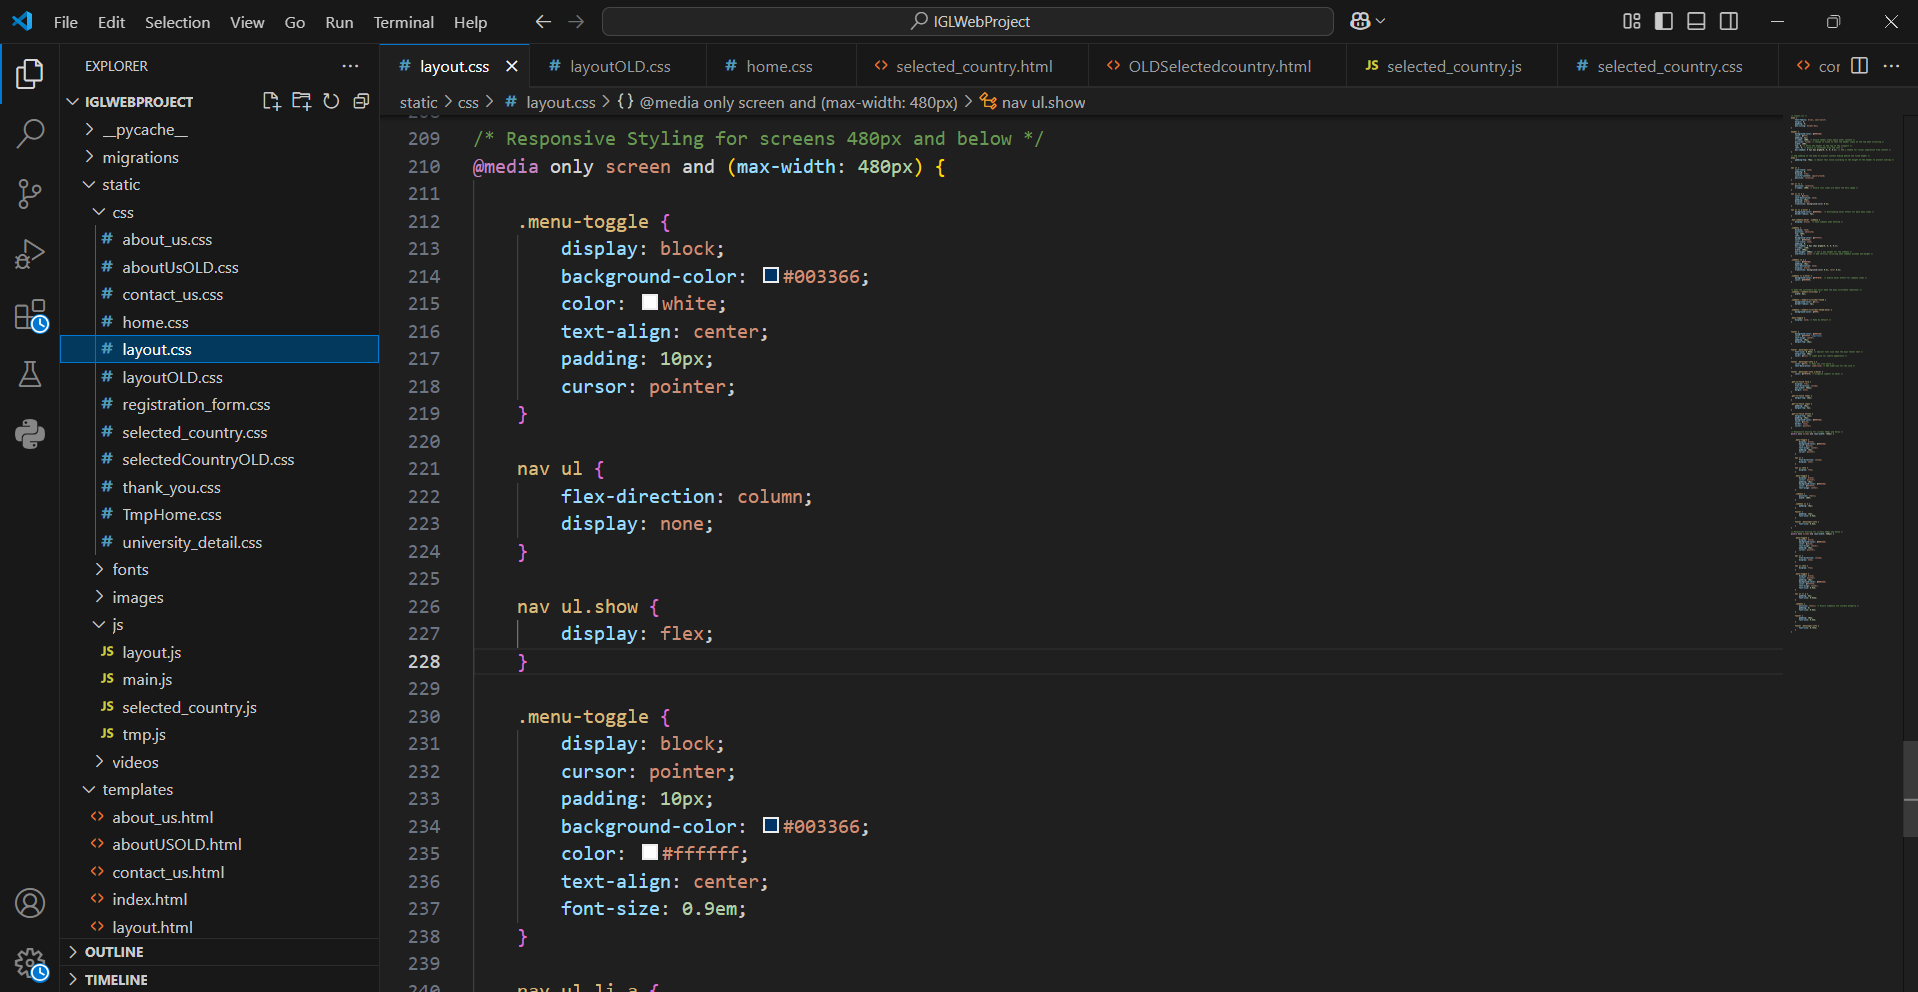 File Edit Selection View Go Run Terminal Help
IGLWebProject
EXPLORER
IGLWEBPROJECT
__pycache__
migrations
static
css
# about_us.css
# aboutUsOLD.css
# contact_us.css
# home.css
# layout.css
# layoutOLD.css
# registration_form.css
# selected_country.css
# selectedCountryOLD.css
# thank_you.css
# TmpHome.css
# university_detail.css
fonts
images
js
JS layout.js
JS main.js
JS selected_country.js
JS tmp.js
videos
templates
<> about_us.html
<> aboutUSOLD.html
<> contact_us.html
<> index.html
<> layout.html
OUTLINE
TIMELINE
# layout.css # layoutOLD.css # home.css <> selected_country.html <> OLDSelectedcountry.html JS selected_country.js # selected_country.css <> cor
static > css > # layout.css > {} @media only screen and (max-width: 480px) > nav ul.show
209 /* Responsive Styling for screens 480px and below */
210 @media only screen and (max-width: 480px) {
211
212 .menu-toggle {
213 display: block;
214 background-color: #003366;
215 color: white;
216 text-align: center;
217 padding: 10px;
218 cursor: pointer;
219 }
220
221 nav ul {
222 flex-direction: column;
223 display: none;
224 }
225
226 nav ul.show {
227 display: flex;
228 }
229
230 .menu-toggle {
231 display: block;
232 cursor: pointer;
233 padding: 10px;
234 background-color: #003366;
235 color: #ffffff;
236 text-align: center;
237 font-size: 0.9em;
238 }
239
240 nav ul li a {